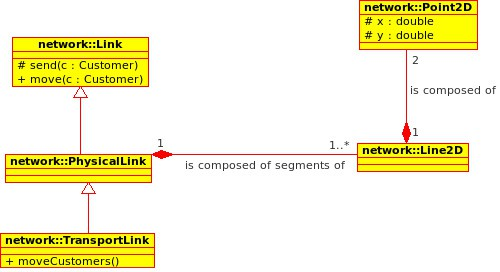 network::Point2D
# x : double
# y : double
network::Link
# send(c : Customer)
+ move(c : Customer)
2
is composed of
1
1
1..*
network::PhysicalLink
is composed of segments of
network::Line2D
network::TransportLink
+ moveCustomers()